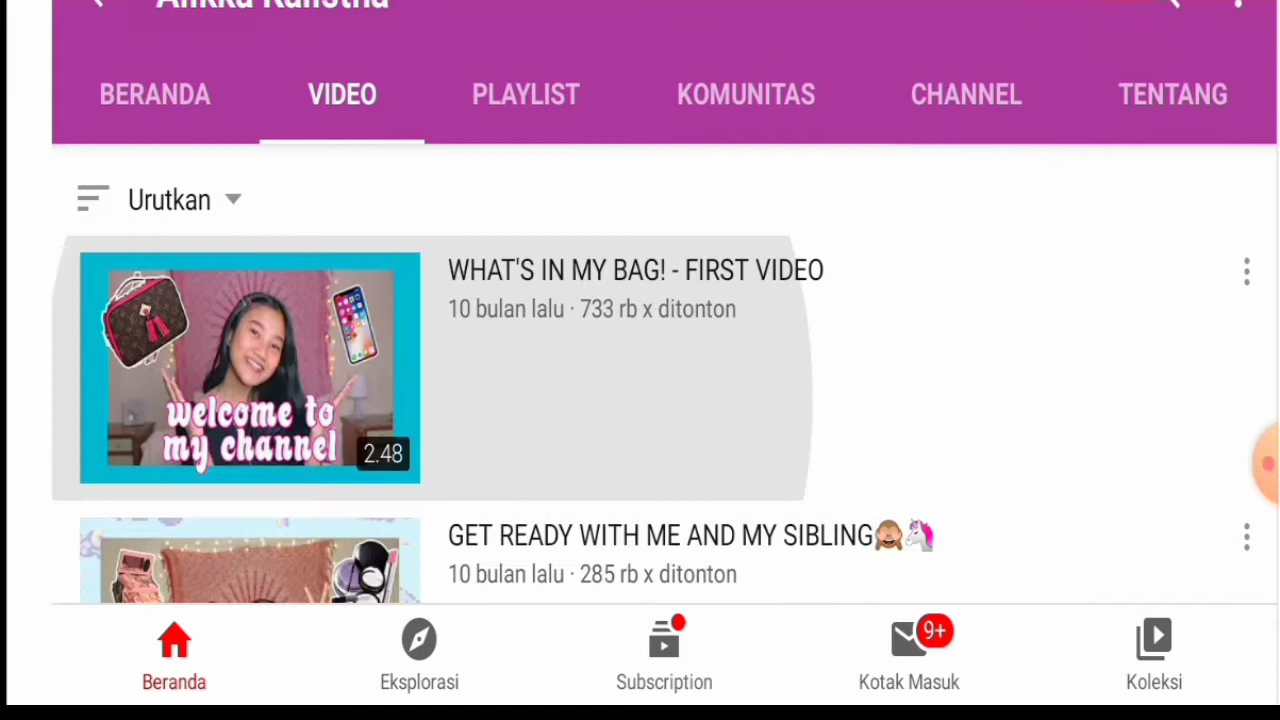 BERANDA VIDEO PLAYLIST KOMUNITAS CHANNEL TENTANG
Urutkan
WHAT'S IN MY BAG! - FIRST VIDEO
10 bulan lalu · 733 rb x ditonton
welcome to
my channel
2.48
GET READY WITH ME AND MY SIBLING🙈🦄
10 bulan lalu · 285 rb x ditonton
9+
Beranda Eksplorasi Subscription Kotak Masuk Koleksi